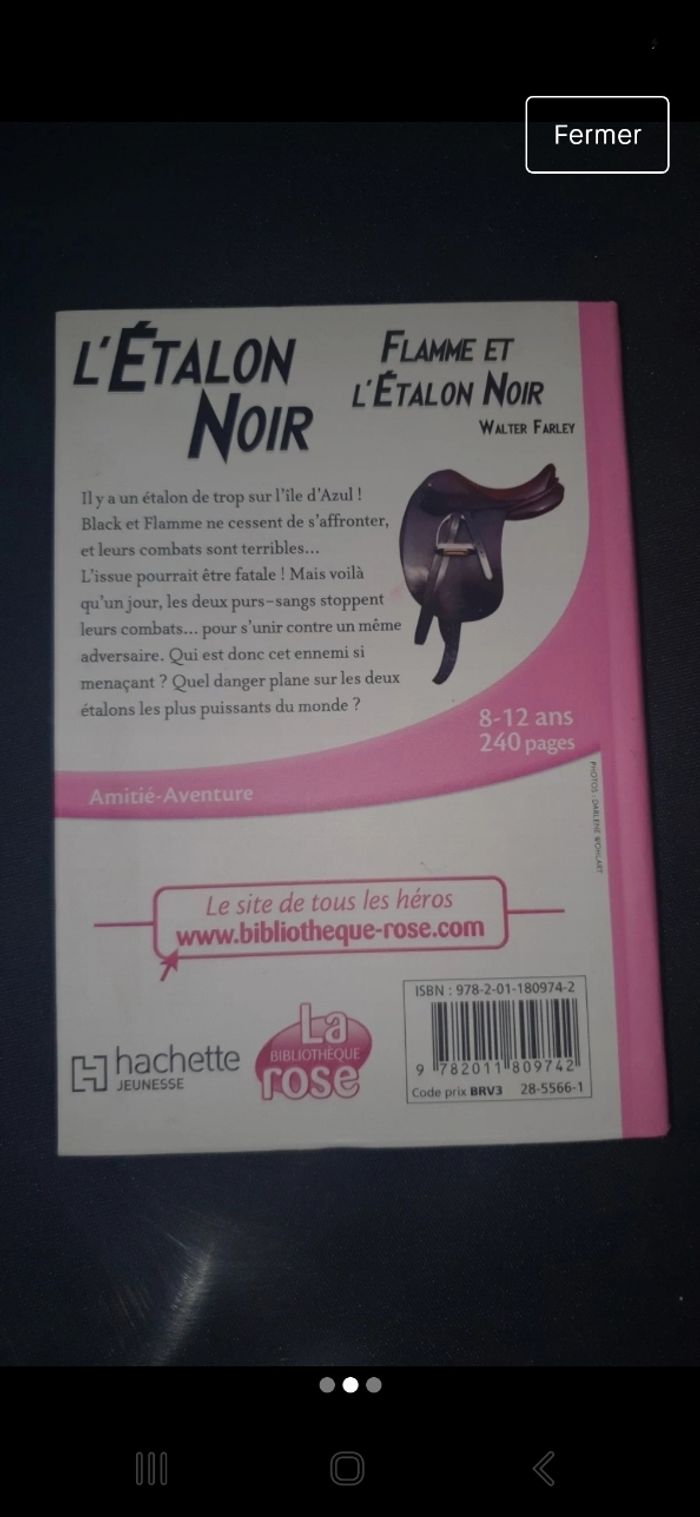 Fermer
L'ÉTALON
NOIR
FLAMME ET
L'ÉTALON NOIR
WALTER FARLEY
Il y a un étalon de trop sur l'île d'Azul !
Black et Flamme ne cessent de s'affronter,
et leurs combats sont terribles...
L'issue pourrait être fatale ! Mais voilà
qu'un jour, les deux purs-sangs stoppent
leurs combats... pour s'unir contre un même
adversaire. Qui est donc cet ennemi si
menaçant ? Quel danger plane sur les deux
étalons les plus puissants du monde ?
8-12 ans
240 pages
Amitié-Aventure
PHOTOS : DARLENE WOHLART
Le site de tous les héros
www.bibliotheque-rose.com
hachette
JEUNESSE
La
BIBLIOTHÈQUE
rose
ISBN : 978-2-01-180974-2
9 782011 809742
Code prix BRV3 28-5566-1